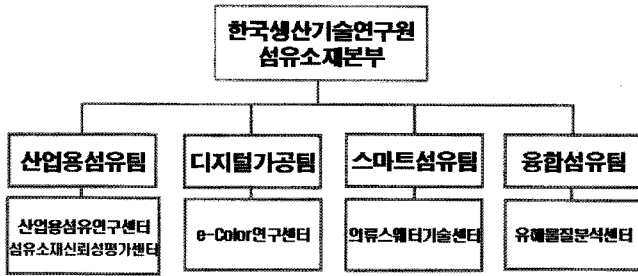 한국생산기술연구원
섬유소재본부
산업용섬유팀
디지털가공팀
스마트섬유팀
융합섬유팀
산업용섬유연구센터
섬유소재신뢰성평가센터
e-Color연구센터
의류스웨터기술센터
유해물질분석센터